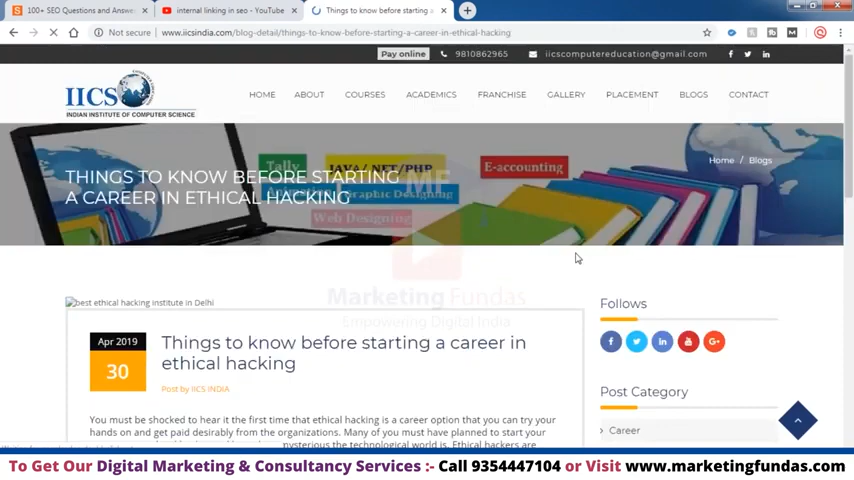 100+ SEO Questions and Answe
internal linking in seo - YouTube
Things to know before starting a
Not secure
www.iicsindia.com/blog-detail/things-to-know-before-starting-a-career-in-ethical-hacking
Pay online
9810862965
iicscomputereducation@gmail.com
IICS
INDIAN INSTITUTE OF COMPUTER SCIENCE
HOME
ABOUT
COURSES
ACADEMICS
FRANCHISE
GALLERY
PLACEMENT
BLOGS
CONTACT
Home / Blogs
THINGS TO KNOW BEFORE STARTING
A CAREER IN ETHICAL HACKING
Tally
JAVA/.NET/PHP
E-accounting
Graphic Designing
Web Designing
MF
Marketing Fundas
Empowering Digital India
best ethical hacking institute in Delhi
Apr 2019
30
Things to know before starting a career in
ethical hacking
Post by IICS INDIA
You must be shocked to hear it the first time that ethical hacking is a career option that you can try your
hands on and get paid desirably from the organizations. Many of you must have planned to start your
mysterious the technological world is. Ethical hackers are
Follows
Post Category
Career
To Get Our Digital Marketing & Consultancy Services :- Call 9354447104 or Visit www.marketingfundas.com